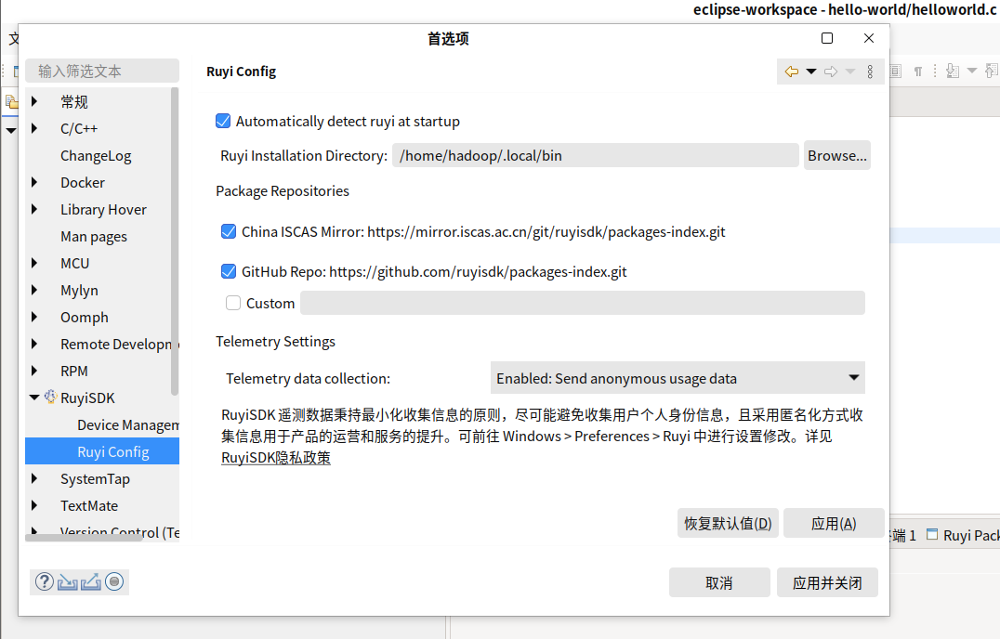 eclipse-workspace - hello-world/helloworld.c
首选项
输入筛选文本
常规
C/C++
ChangeLog
Docker
Library Hover
Man pages
MCU
Mylyn
Oomph
Remote Developm
RPM
RuyiSDK
Device Managem
Ruyi Config
SystemTap
TextMate
Version Control (Te
Ruyi Config
Automatically detect ruyi at startup
Ruyi Installation Directory: /home/hadoop/.local/bin Browse...
Package Repositories
China ISCAS Mirror: https://mirror.iscas.ac.cn/git/ruyisdk/packages-index.git
GitHub Repo: https://github.com/ruyisdk/packages-index.git
Custom
Telemetry Settings
Telemetry data collection: Enabled: Send anonymous usage data
RuyiSDK 遥测数据秉持最小化收集信息的原则，尽可能避免收集用户个人身份信息，且采用匿名化方式收
集信息用于产品的运营和服务的提升。可前往 Windows > Preferences > Ruyi 中进行设置修改。详见
RuyiSDK隐私政策
恢复默认值(D) 应用(A)
取消 应用并关闭
端 1 Ruyi Pack